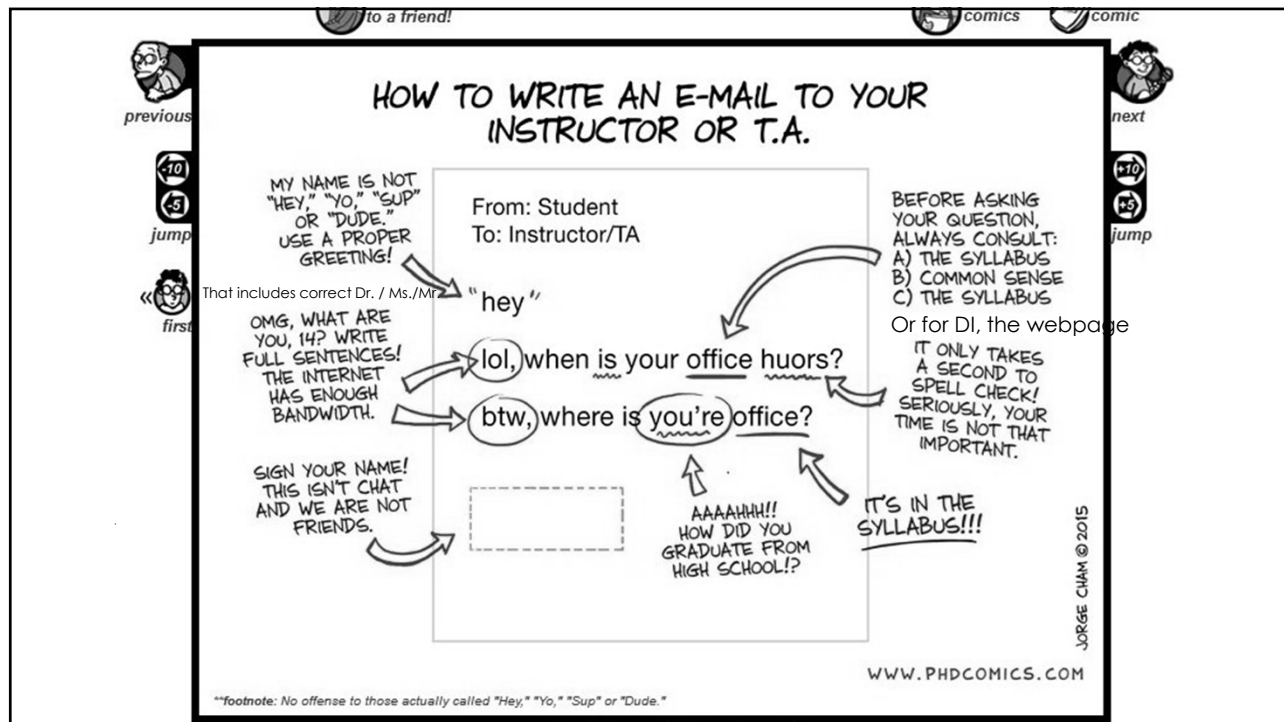 to a friend!
comics
comic
previous
next
HOW TO WRITE AN E-MAIL TO YOUR
INSTRUCTOR OR T.A.
-10
-5
jump
+10
+5
jump
«
first
MY NAME IS NOT
"HEY," "YO," "SUP"
OR "DUDE."
USE A PROPER
GREETING!
That includes correct Dr. / Ms./Mr.
OMG, WHAT ARE
YOU, 14? WRITE
FULL SENTENCES!
THE INTERNET
HAS ENOUGH
BANDWIDTH.
SIGN YOUR NAME!
THIS ISN'T CHAT
AND WE ARE NOT
FRIENDS.
From: Student
To: Instructor/TA
"hey"
lol, when is your office huors?
btw, where is you're office?
AAAAHHH!!
HOW DID YOU
GRADUATE FROM
HIGH SCHOOL!?
BEFORE ASKING
YOUR QUESTION,
ALWAYS CONSULT:
A) THE SYLLABUS
B) COMMON SENSE
C) THE SYLLABUS
Or for DI, the webpage
IT ONLY TAKES
A SECOND TO
SPELL CHECK!
SERIOUSLY, YOUR
TIME IS NOT THAT
IMPORTANT.
IT'S IN THE
SYLLABUS!!!
JORGE CHAM © 2015
WWW.PHDCOMICS.COM
**footnote: No offense to those actually called "Hey," "Yo," "Sup" or "Dude."